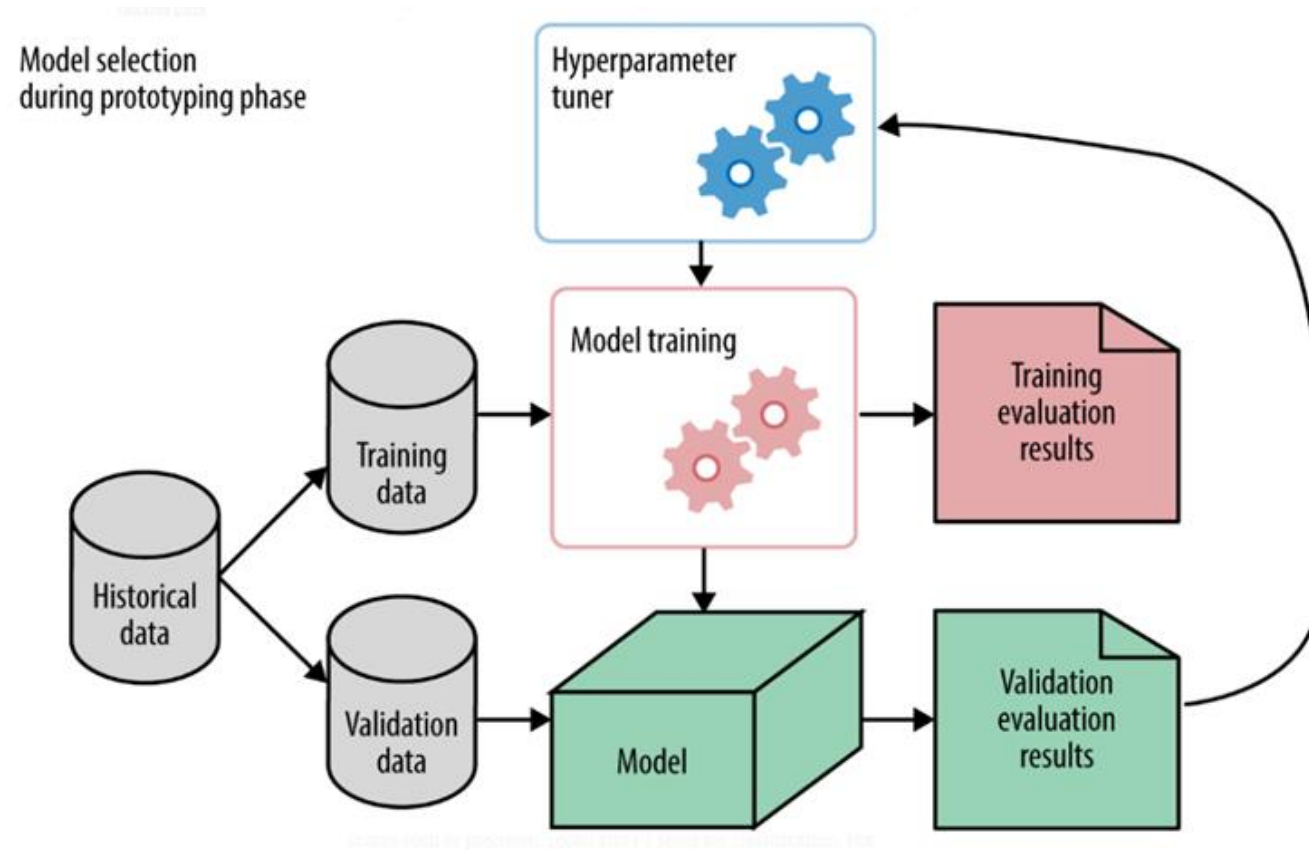 Model selection
during prototyping phase
Hyperparameter
tuner
Model training
Training
evaluation
results
Training
data
Historical
data
Validation
data
Model
Validation
evaluation
results